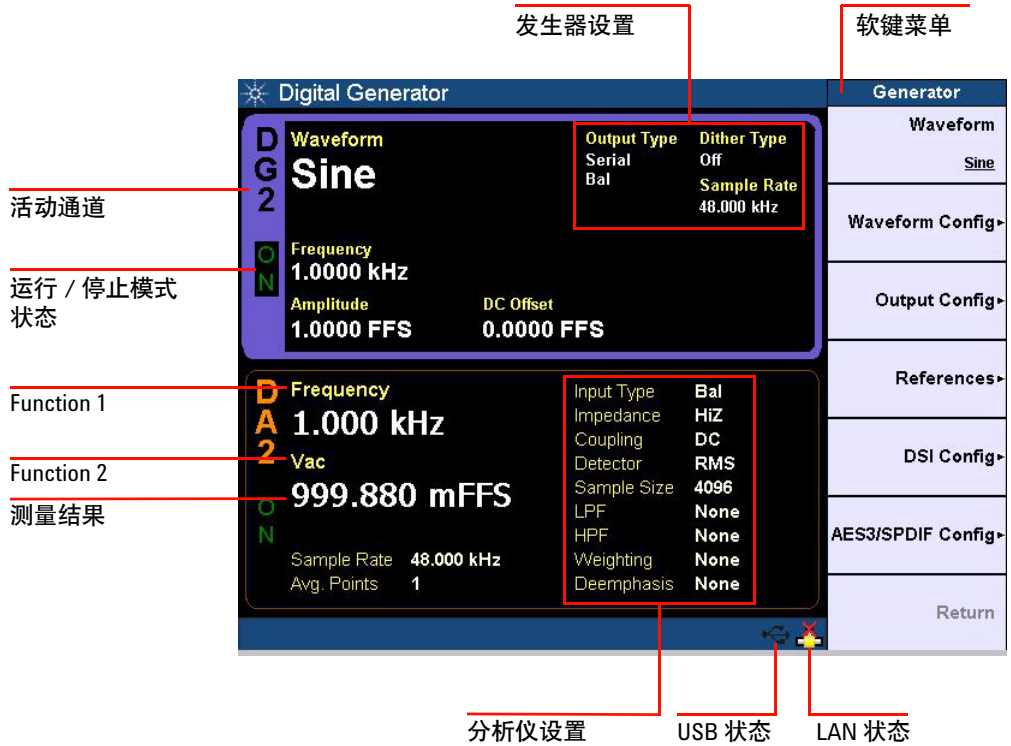 发生器设置
软键菜单
Digital Generator
Generator
DG2
ON
Waveform
Sine
Output Type
Serial
Bal
Dither Type
Off
Sample Rate
48.000 kHz
Frequency
1.0000 kHz
Amplitude
1.0000 FFS
DC Offset
0.0000 FFS
Waveform
Sine
Waveform Config
Output Config
References
DSI Config
AES3/SPDIF Config
Return
活动通道
运行 / 停止模式
状态
Function 1
Function 2
测量结果
DA2
ON
Frequency
1.000 kHz
Vac
999.880 mFFS
Sample Rate 48.000 kHz
Avg. Points 1
Input Type Bal
Impedance HiZ
Coupling DC
Detector RMS
Sample Size 4096
LPF None
HPF None
Weighting None
Deemphasis None
分析仪设置
USB 状态
LAN 状态